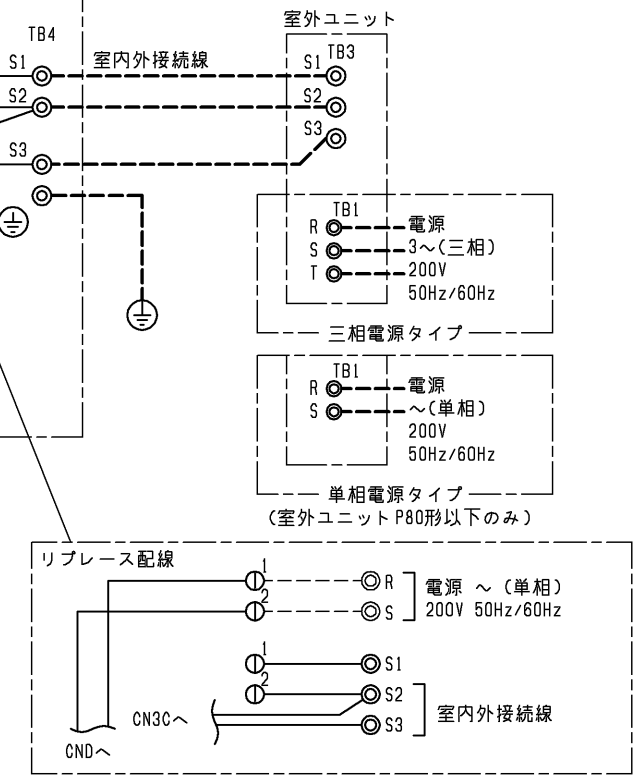 室外ユニット
TB4
TB3
S1
室内外接続線
S1
S2
S2
S3
S3
TB1
R
電源
S
3～(三相)
T
200V
50Hz/60Hz
三相電源タイプ
TB1
R
電源
S
～(単相)
200V
50Hz/60Hz
単相電源タイプ
(室外ユニットP80形以下のみ)
リプレース配線
1
R
電源 ～ (単相)
2
S
200V 50Hz/60Hz
1
S1
2
S2
CN3Cへ
室内外接続線
S3
CNDへ